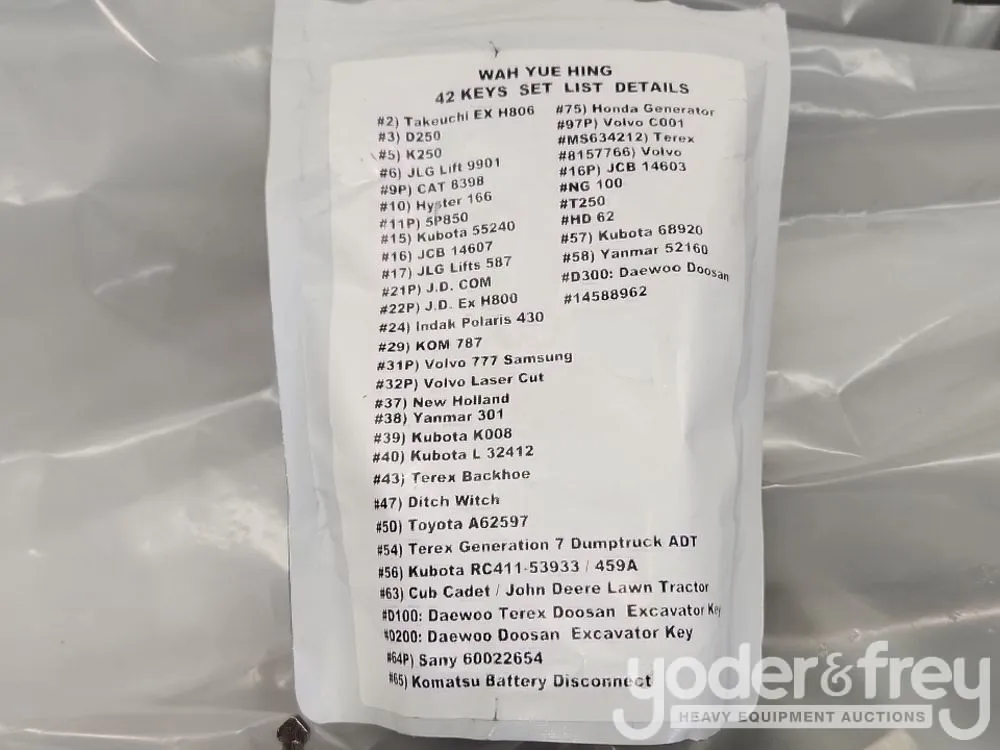 WAH YUE HING
42 KEYS SET LIST DETAILS
#2) Takeuchi EX H806
#3) D250
#5) K250
#6) JLG Lift 9901
#9P) CAT 8398
#10) Hyster 166
#11P) 5P850
#15) Kubota 55240
#16) JCB 14607
#17) JLG Lifts 587
#21P) J.D. COM
#22P) J.D. Ex H800
#24) Indak Polaris 430
#29) KOM 787
#31P) Volvo 777 Samsung
#32P) Volvo Laser Cut
#37) New Holland
#38) Yanmar 301
#39) Kubota K008
#40) Kubota L 32412
#43) Terex Backhoe
#47) Ditch Witch
#50) Toyota A62597
#54) Terex Generation 7 Dumptruck ADT
#56) Kubota RC411-53933 / 459A
#63) Cub Cadet / John Deere Lawn Tractor
#D100: Daewoo Terex Doosan Excavator Key
#D200: Daewoo Doosan Excavator Key
#64P) Sany 60022654
#65) Komatsu Battery Disconnect
#75) Honda Generator
#97P) Volvo C001
#MS634212) Terex
#8157766) Volvo
#16P) JCB 14603
#NG 100
#T250
#HD 62
#57) Kubota 68920
#58) Yanmar 52160
#D300: Daewoo Doosan
#14588962
yoder&frey
HEAVY EQUIPMENT AUCTIONS